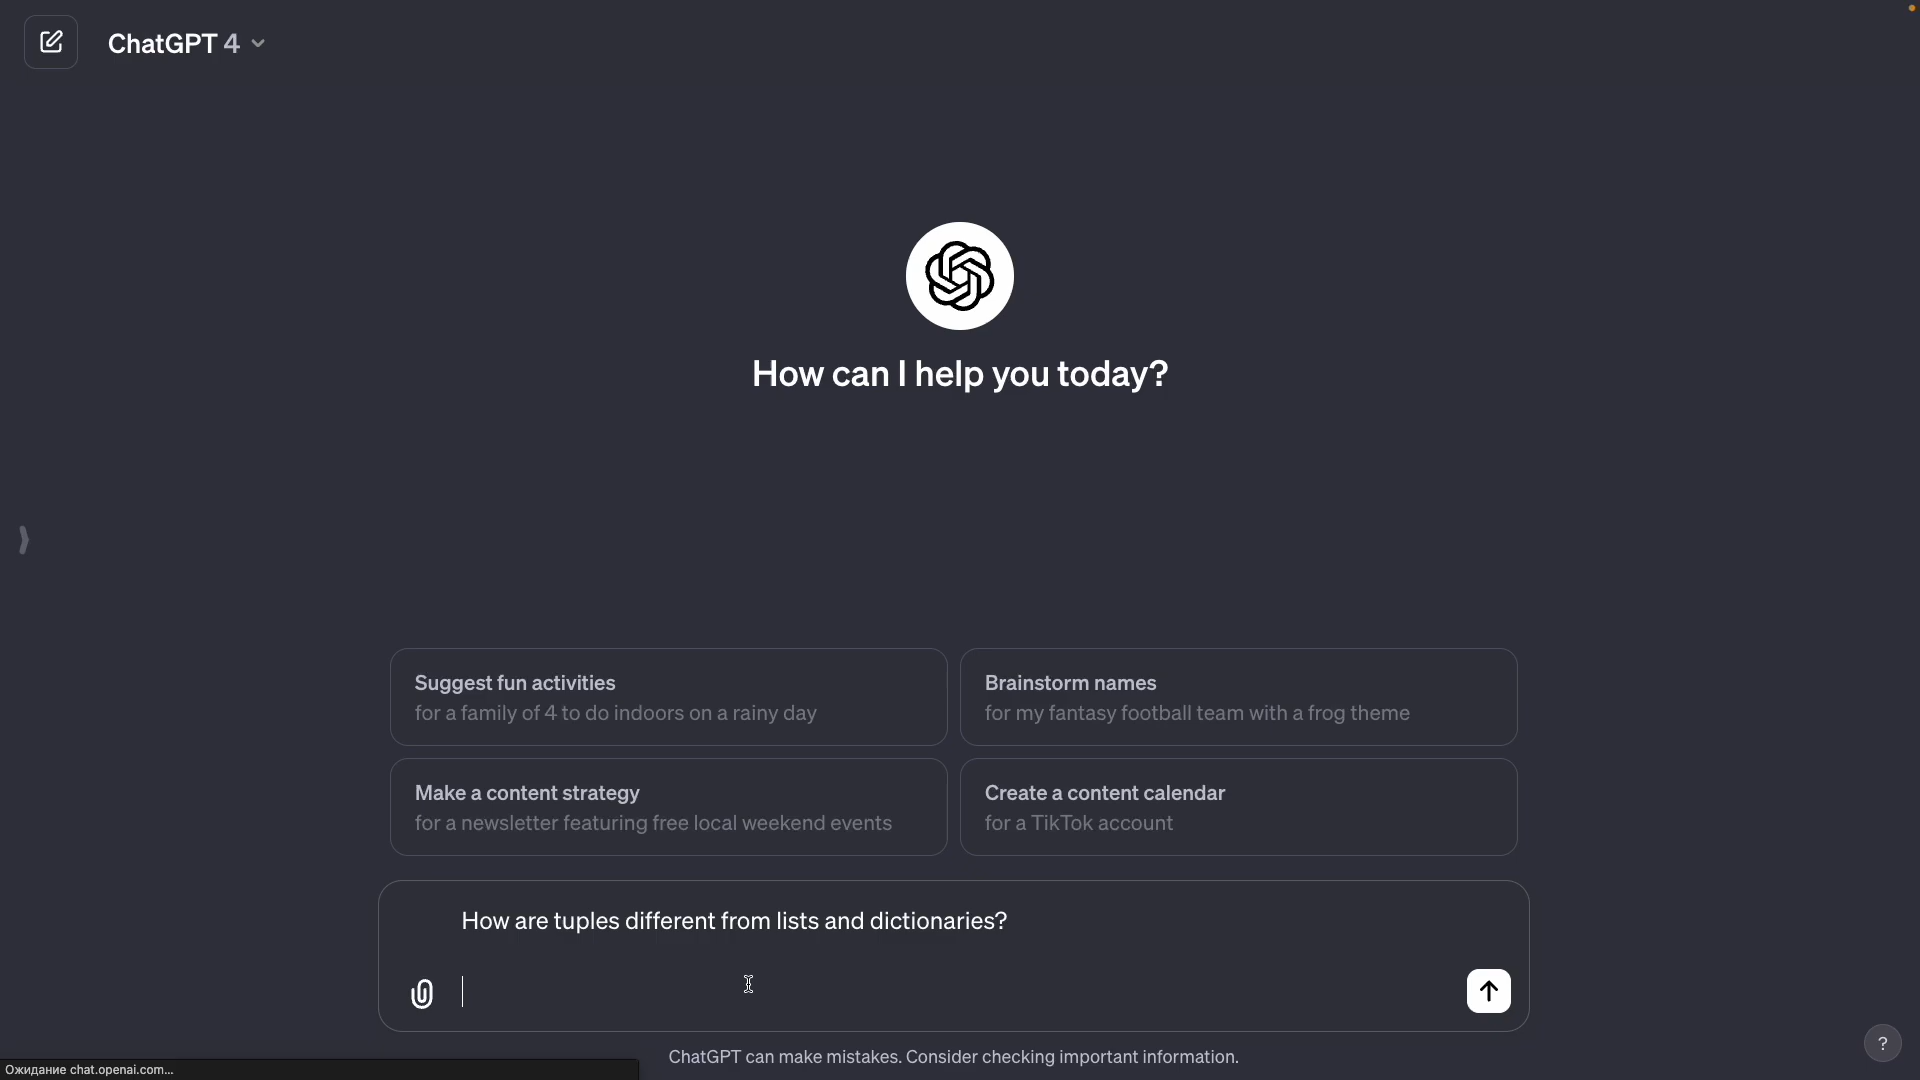 ChatGPT 4
How can I help you today?
Suggest fun activities
for a family of 4 to do indoors on a rainy day
Brainstorm names
for my fantasy football team with a frog theme
Make a content strategy
for a newsletter featuring free local weekend events
Create a content calendar
for a TikTok account
How are tuples different from lists and dictionaries?
ChatGPT can make mistakes. Consider checking important information.
?
Ожидание chat.openai.com...